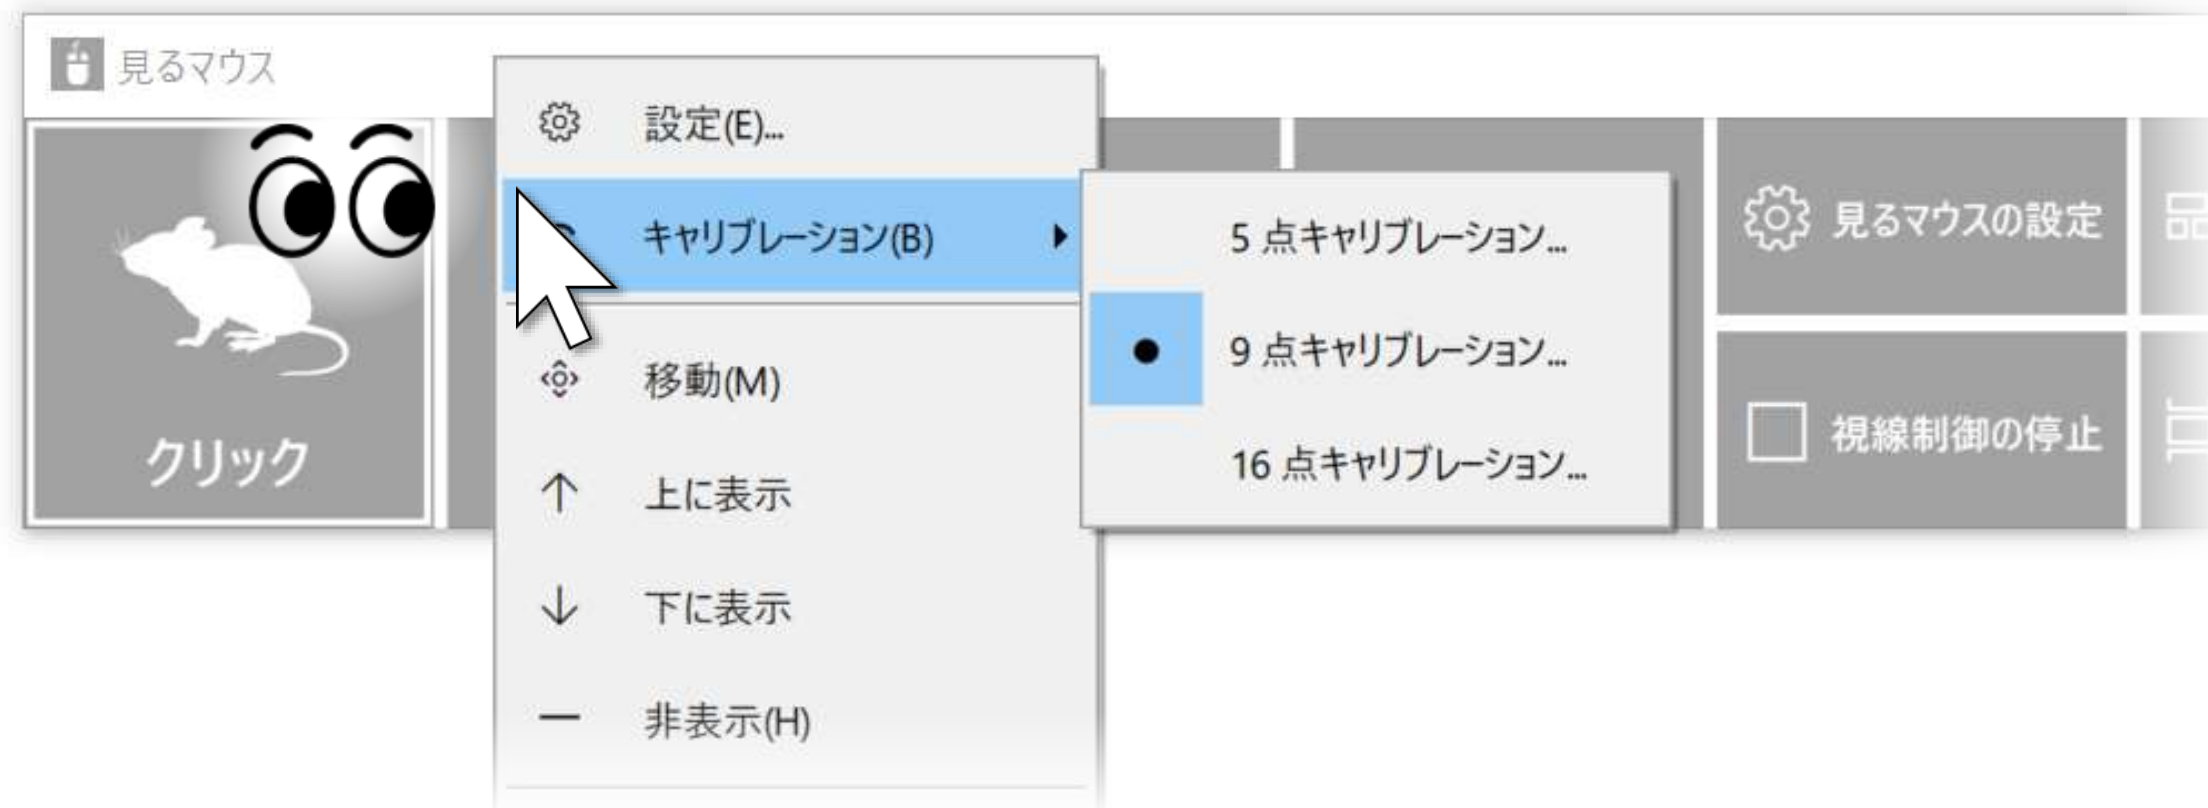 見るマウス
クリック
設定(E)...
キャリブレーション(B)
移動(M)
上に表示
下に表示
非表示(H)
5 点キャリブレーション...
9 点キャリブレーション...
16 点キャリブレーション...
見るマウスの設定
視線制御の停止